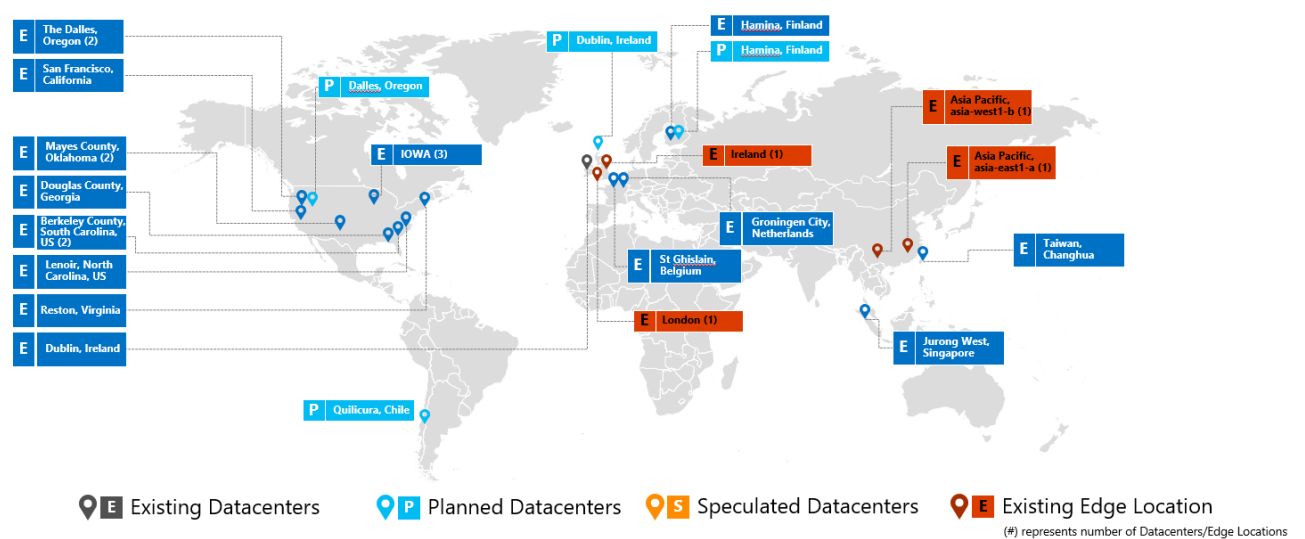 E The Dalles,
Oregon (2)
E San Francisco,
California
P Dalles, Oregon
P Dublin, Ireland
E Hamina, Finland
P Hamina, Finland
E Asia Pacific,
asia-west1-b (1)
E Mayes County,
Oklahoma (2)
E IOWA (3)
E Ireland (1)
E Asia Pacific,
asia-east1-a (1)
E Douglas County,
Georgia
E Berkeley County,
South Carolina,
US (2)
E Groningen City,
Netherlands
E Taiwan,
Changhua
E Lenoir, North
Carolina, US
E St Ghislain,
Belgium
E Reston, Virginia
E London (1)
E Dublin, Ireland
E Jurong West,
Singapore
P Quilicura, Chile
E Existing Datacenters
P Planned Datacenters
S Speculated Datacenters
E Existing Edge Location
(#) represents number of Datacenters/Edge Locations